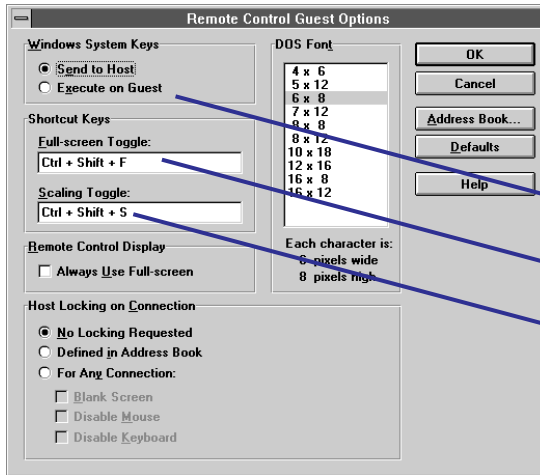 Remote Control Guest Options
Windows System Keys
Send to Host
Execute on Guest
Shortcut Keys
Full-screen Toggle:
Ctrl + Shift + F
Scaling Toggle:
Ctrl + Shift + S
Remote Control Display
Always Use Full-screen
Host Locking on Connection
No Locking Requested
Defined in Address Book
For Any Connection:
Blank Screen
Disable Mouse
Disable Keyboard
DOS Font
4 x 6
5 x 12
6 x 8
7 x 12
8 x 8
8 x 12
10 x 18
12 x 16
16 x 8
16 x 12
Each character is:
6 pixels wide
8 pixels high
OK
Cancel
Address Book...
Defaults
Help